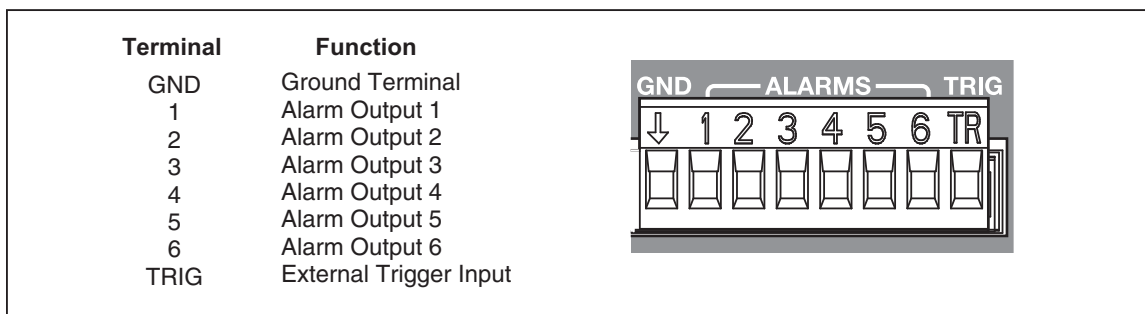 Terminal Function
GND Ground Terminal
1 Alarm Output 1
2 Alarm Output 2
3 Alarm Output 3
4 Alarm Output 4
5 Alarm Output 5
6 Alarm Output 6
TRIG External Trigger Input
GND ALARMS TRIG
↓ 1 2 3 4 5 6 TR